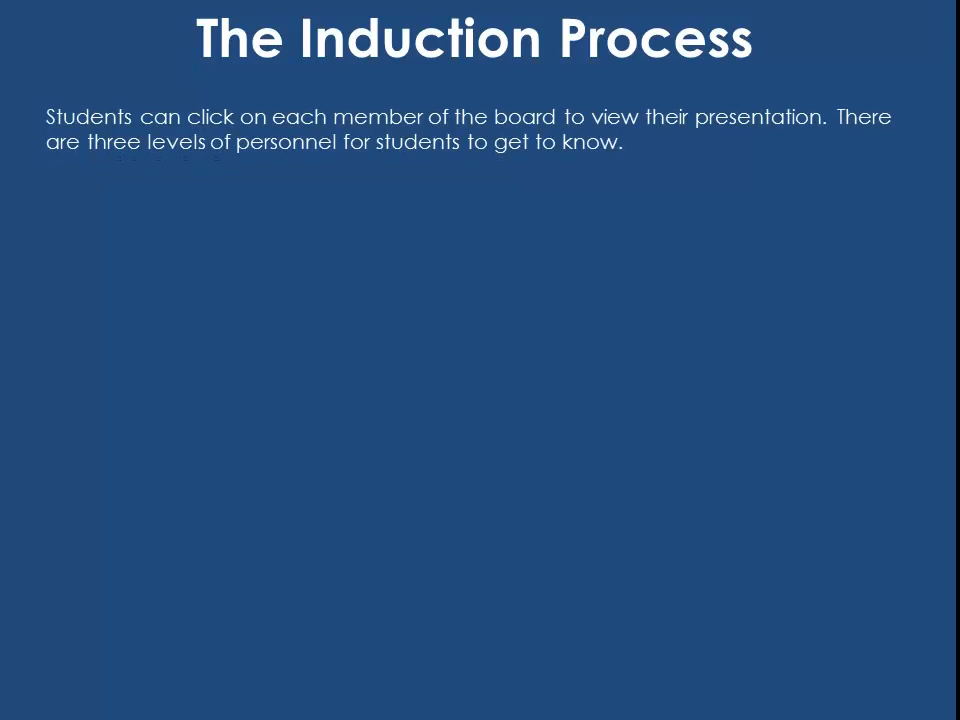 The Induction Process
Students can click on each member of the board to view their presentation. There
are three levels of personnel for students to get to know.